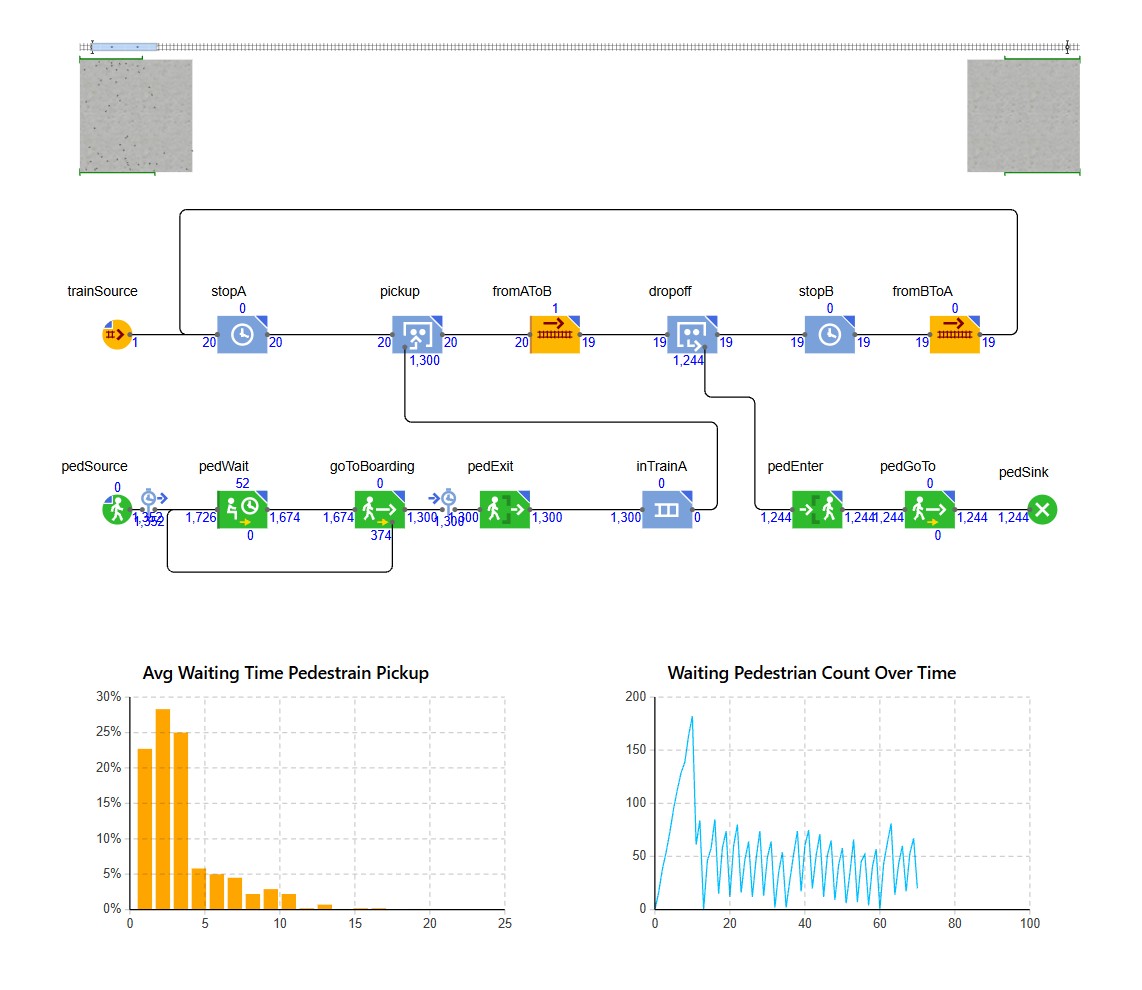 trainSource stopA pickup fromAToB dropoff stopB fromBToA
0 1 0 0
1 20 20 20 20 20 19 19 19 19 19 19 19
1,300 1,244
pedSource pedWait goToBoarding pedExit inTrainA pedEnter pedGoTo pedSink
0 52 0 0 0
1,352 1,726 1,674 1,674 1,300 1,300 1,300 1,300 0 1,244 1,244 1,244 1,244 1,244
1,352 1,300
0 374 0
Avg Waiting Time Pedestrain Pickup
30%
25%
20%
15%
10%
5%
0%
0 5 10 15 20 25
Waiting Pedestrian Count Over Time
200
150
100
50
0
0 20 40 60 80 100